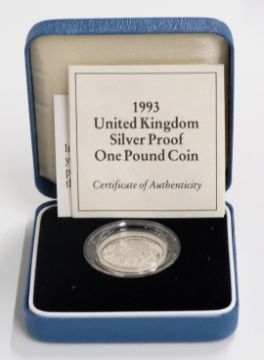 1993
United Kingdom
Silver Proof
One Pound Coin
Certificate of Authenticity